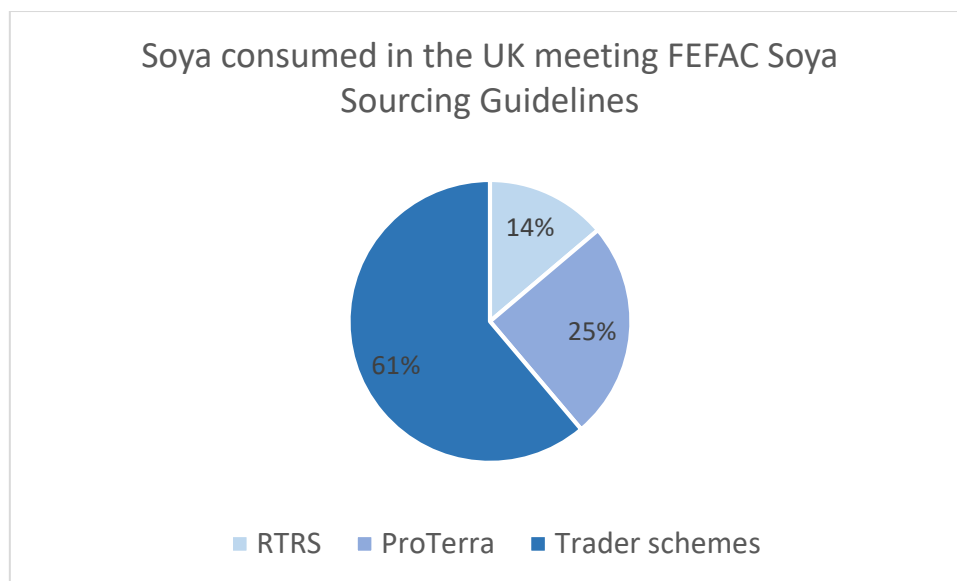 Soya consumed in the UK meeting FEFAC Soya
Sourcing Guidelines
14%
25%
61%
RTRS ProTerra Trader schemes